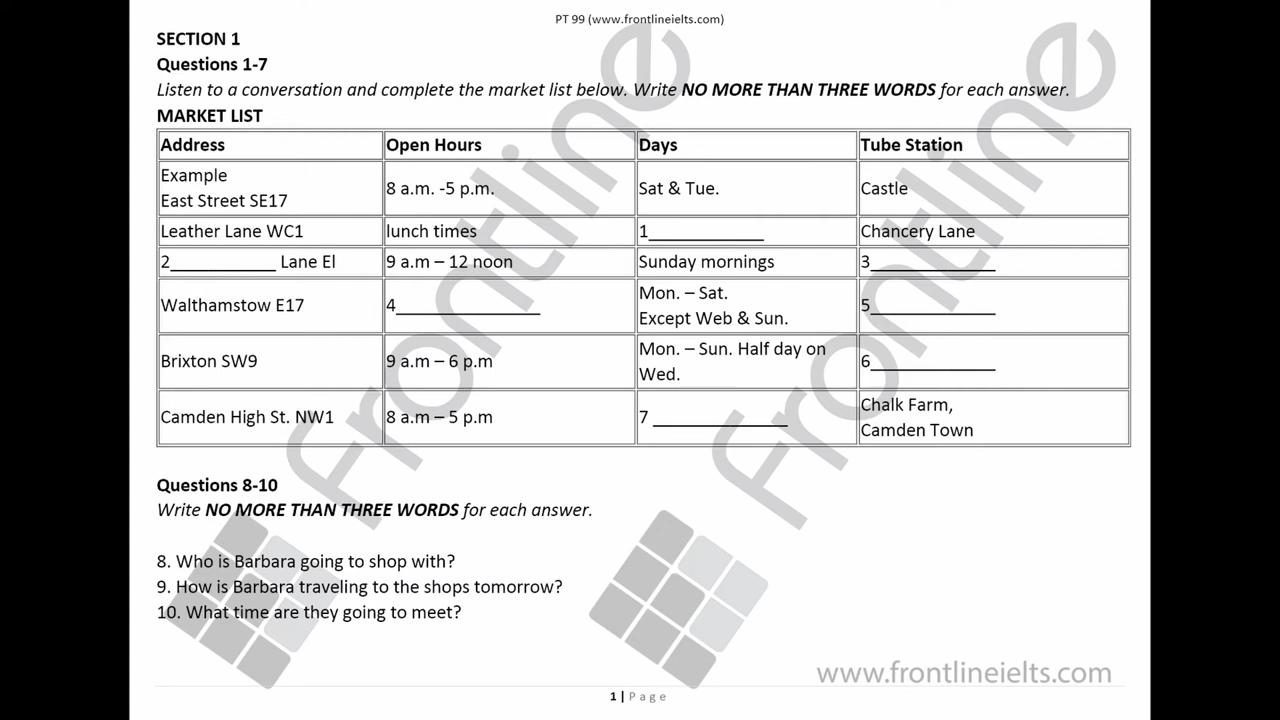 PT 99 (www.frontlineielts.com)
SECTION 1
Questions 1-7
Listen to a conversation and complete the market list below. Write NO MORE THAN THREE WORDS for each answer.
MARKET LIST
Address Open Hours Days Tube Station
Example
East Street SE17 8 a.m. -5 p.m. Sat & Tue. Castle
Leather Lane WC1 lunch times 1____________ Chancery Lane
2___________ Lane El 9 a.m – 12 noon Sunday mornings 3_____________
Walthamstow E17 4_______________ Mon. – Sat.
Except Web & Sun. 5_____________
Brixton SW9 9 a.m – 6 p.m Mon. – Sun. Half day on
Wed. 6_____________
Camden High St. NW1 8 a.m – 5 p.m 7 ______________ Chalk Farm,
Camden Town
Questions 8-10
Write NO MORE THAN THREE WORDS for each answer.
8. Who is Barbara going to shop with?
9. How is Barbara traveling to the shops tomorrow?
10. What time are they going to meet?
frontline
frontline
www.frontlineielts.com
1 | Page